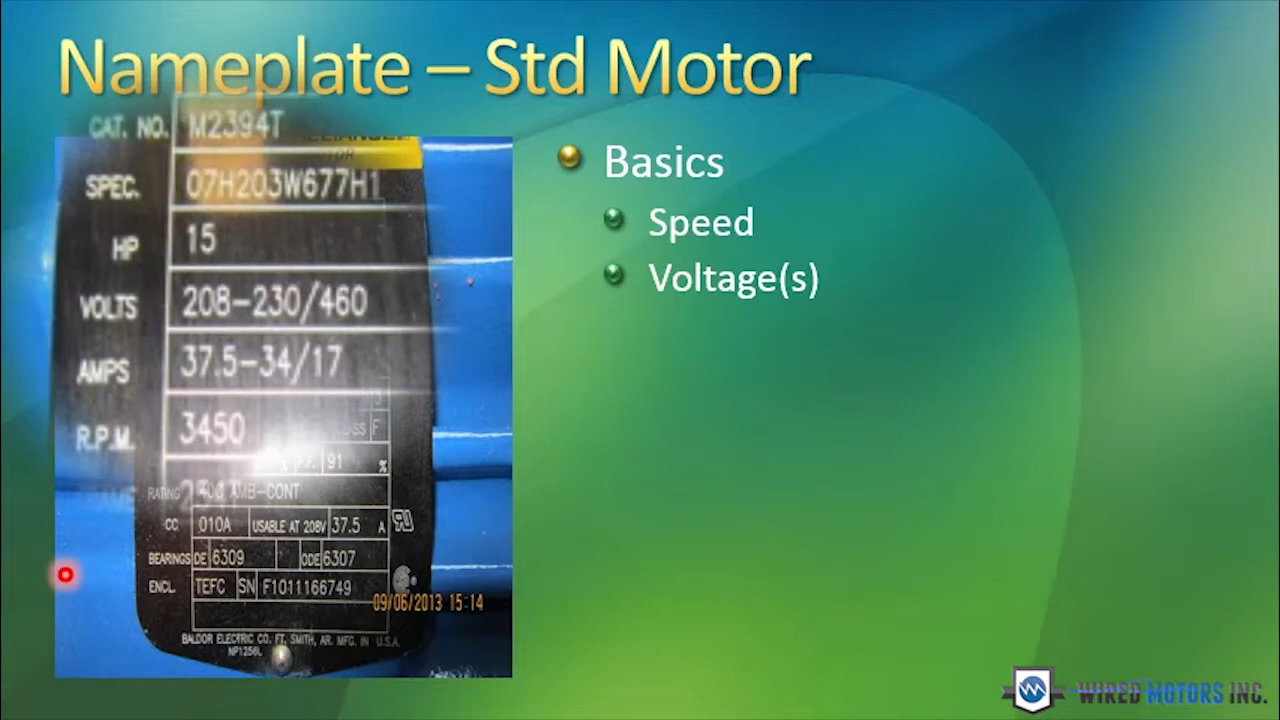 Nameplate – Std Motor
CAT. NO. M2394T
SPEC. 07H203W677H1
HP 15
VOLTS 208-230/460
AMPS 37.5-34/17
R.P.M. 3450
91 %
RATING 40C AMB-CONT
CC 010A USABLE AT 208V 37.5 A
BEARINGS DE 6309 ODE 6307
ENCL. TEFC SN F1011166749
09/06/2013 15:14
BALDOR ELECTRIC CO. FT. SMITH, AR. MFG. IN U.S.A.
NP1256L
Basics
Speed
Voltage(s)
WIRED MOTORS INC.